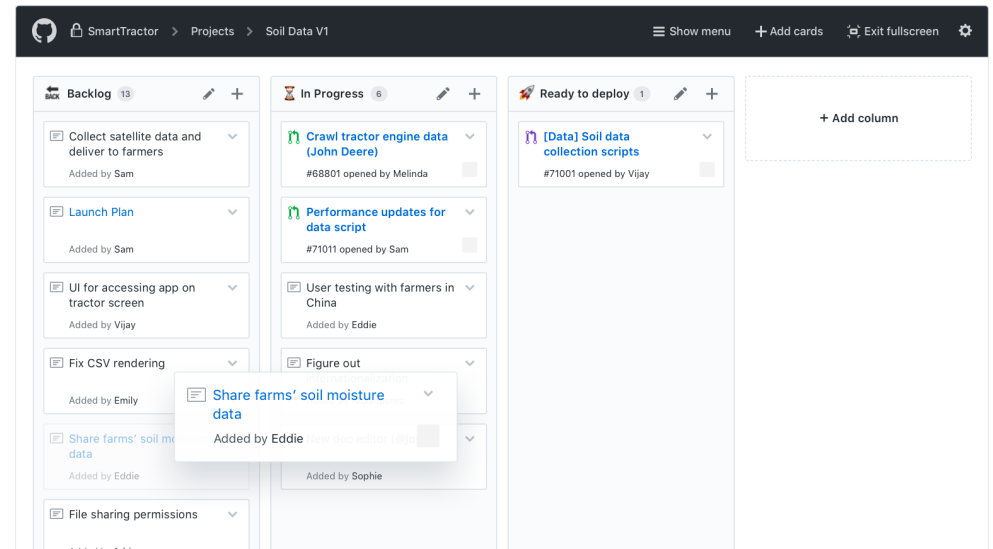 SmartTractor > Projects > Soil Data V1
Show menu
+ Add cards
Exit fullscreen
BACK Backlog 13
Collect satellite data and
deliver to farmers
Added by Sam
Launch Plan
Added by Sam
UI for accessing app on
tractor screen
Added by Vijay
Fix CSV rendering
Added by Emily
Share farms' soil
data
Added by Eddie
File sharing permissions
In Progress 6
Crawl tractor engine data
(John Deere)
#68801 opened by Melinda
Performance updates for
data script
#71011 opened by Sam
User testing with farmers in
China
Added by Eddie
Figure out
internationalization
Added by Sophie
Share farms' soil moisture
data
Added by Eddie
Ready to deploy 1
[Data] Soil data
collection scripts
#71001 opened by Vijay
+ Add column